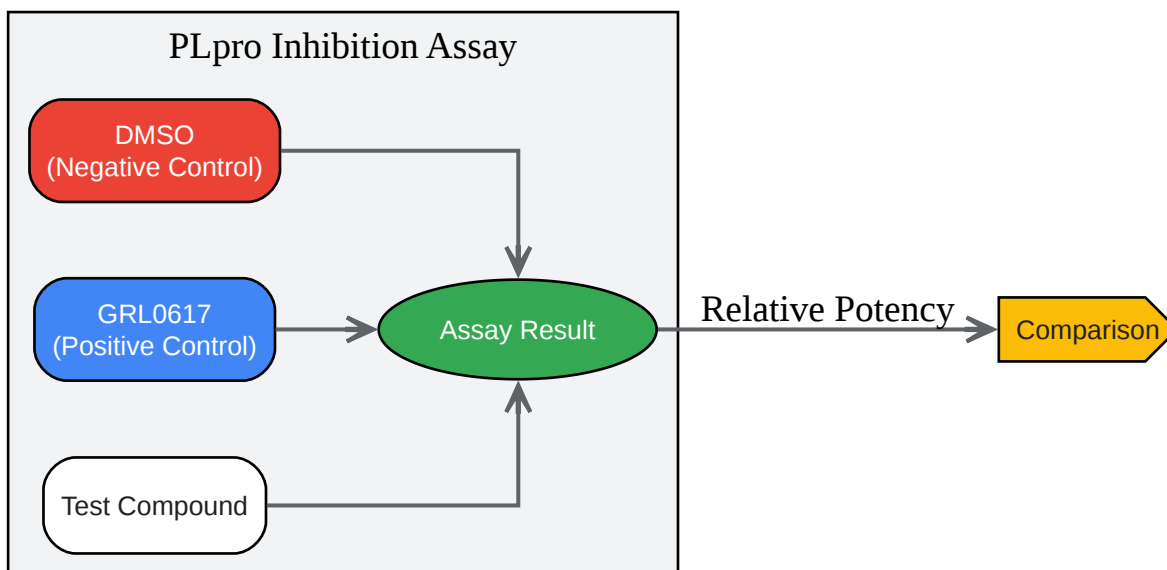 PLpro Inhibition Assay
DMSO
(Negative Control)
GRL0617
(Positive Control)
Test Compound
Assay Result
Relative Potency
Comparison